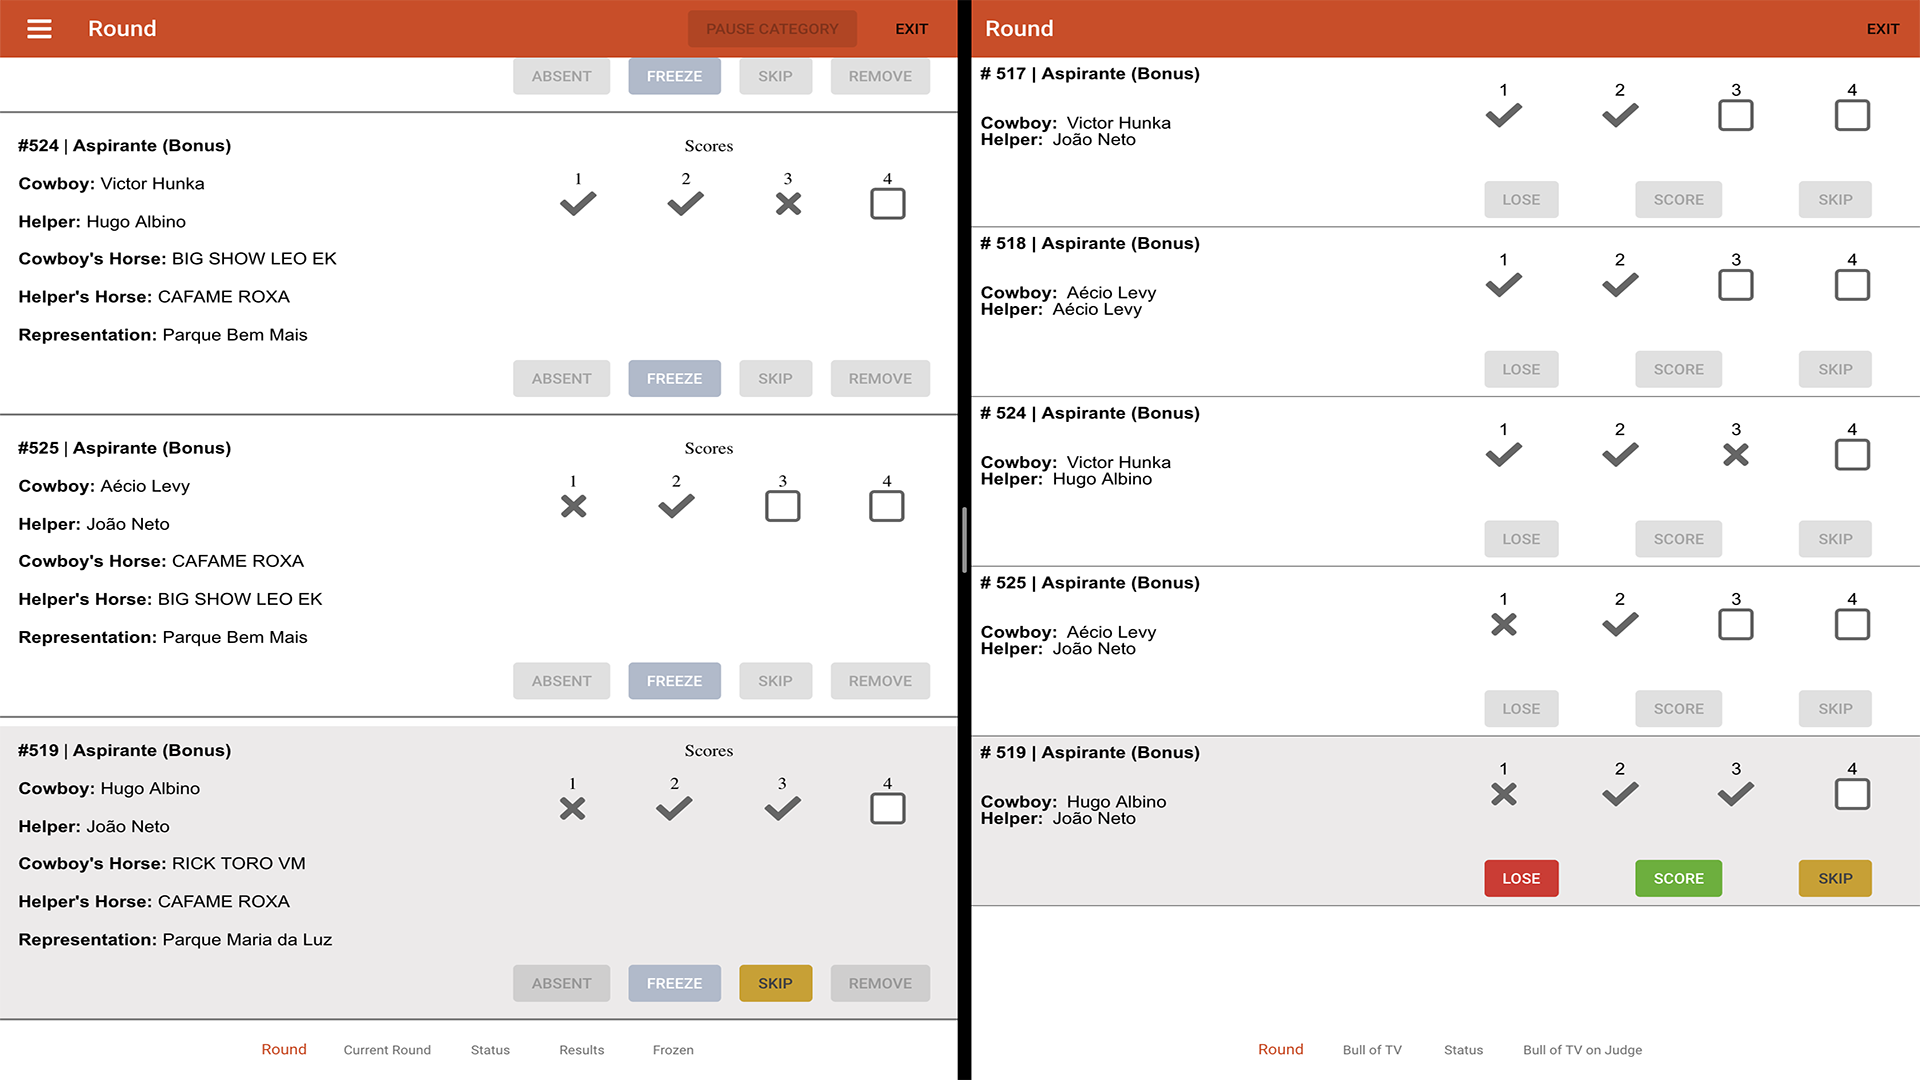 Round
PAUSE CATEGORY
EXIT
ABSENT FREEZE SKIP REMOVE
#524 | Aspirante (Bonus)
Scores
Cowboy: Victor Hunka
1 2 3 4
Helper: Hugo Albino
Cowboy's Horse: BIG SHOW LEO EK
Helper's Horse: CAFAME ROXA
Representation: Parque Bem Mais
ABSENT FREEZE SKIP REMOVE
#525 | Aspirante (Bonus)
Scores
Cowboy: Aécio Levy
1 2 3 4
Helper: João Neto
Cowboy's Horse: CAFAME ROXA
Helper's Horse: BIG SHOW LEO EK
Representation: Parque Bem Mais
ABSENT FREEZE SKIP REMOVE
#519 | Aspirante (Bonus)
Scores
Cowboy: Hugo Albino
1 2 3 4
Helper: João Neto
Cowboy's Horse: RICK TORO VM
Helper's Horse: CAFAME ROXA
Representation: Parque Maria da Luz
ABSENT FREEZE SKIP REMOVE
Round Current Round Status Results Frozen
Round
EXIT
# 517 | Aspirante (Bonus)
1 2 3 4
Cowboy: Victor Hunka
Helper: João Neto
LOSE SCORE SKIP
# 518 | Aspirante (Bonus)
1 2 3 4
Cowboy: Aécio Levy
Helper: Aécio Levy
LOSE SCORE SKIP
# 524 | Aspirante (Bonus)
1 2 3 4
Cowboy: Victor Hunka
Helper: Hugo Albino
LOSE SCORE SKIP
# 525 | Aspirante (Bonus)
1 2 3 4
Cowboy: Aécio Levy
Helper: João Neto
LOSE SCORE SKIP
# 519 | Aspirante (Bonus)
1 2 3 4
Cowboy: Hugo Albino
Helper: João Neto
LOSE SCORE SKIP
Round Bull of TV Status Bull of TV on Judge